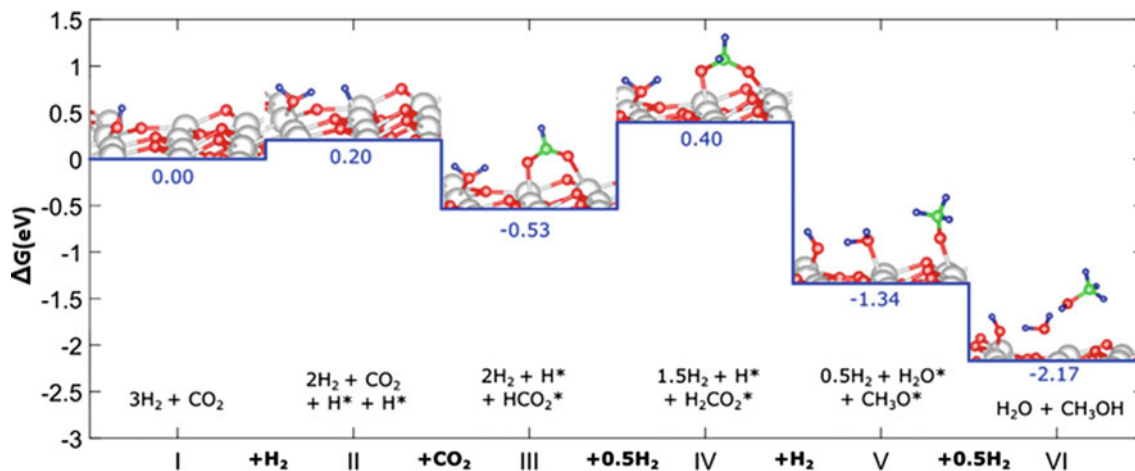 ΔG(eV)
1.5
1
0.5
0
-0.5
-1
-1.5
-2
-2.5
-3
0.00
0.20
-0.53
0.40
-1.34
-2.17
3H₂ + CO₂
2H₂ + CO₂
+ H* + H*
2H₂ + H*
+ HCO₂*
1.5H₂ + H*
+ H₂CO₂*
0.5H₂ + H₂O*
+ CH₃O*
H₂O + CH₃OH
I +H₂ II +CO₂ III +0.5H₂ IV +H₂ V +0.5H₂ VI